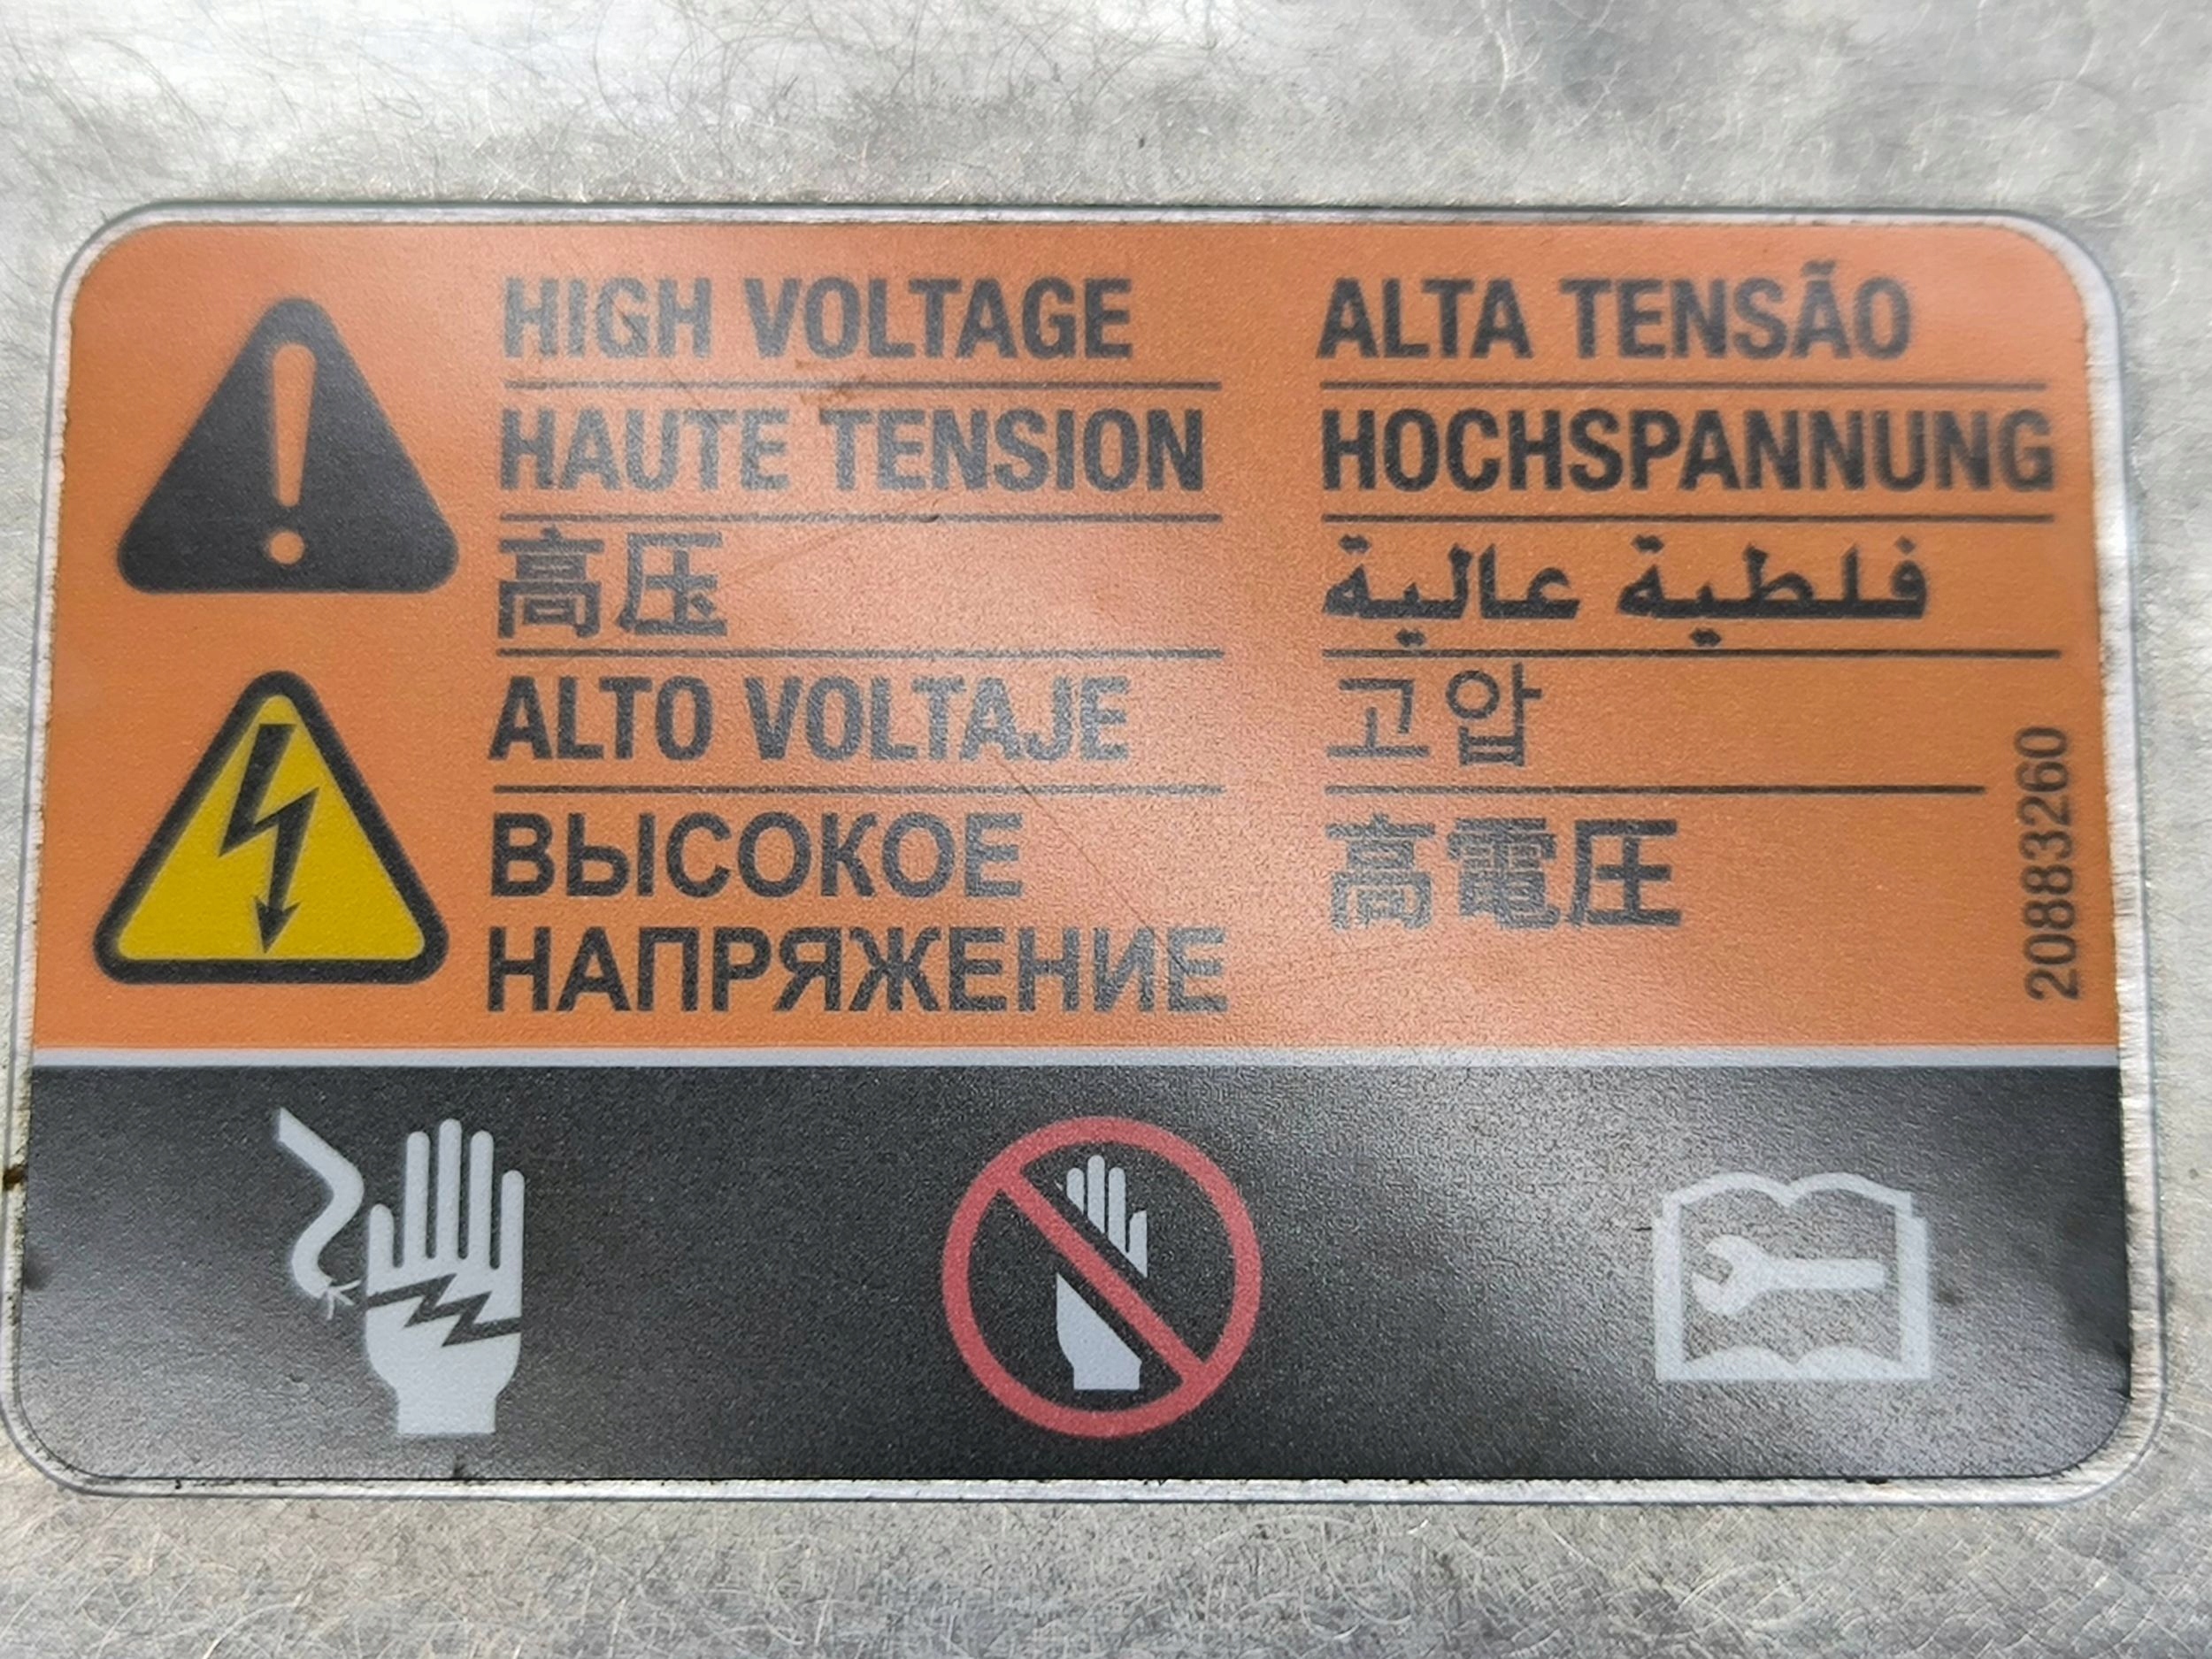 HIGH VOLTAGE
HAUTE TENSION
高压
ALTO VOLTAJE
ВЫСОКОЕ
НАПРЯЖЕНИЕ
ALTA TENSÃO
HOCHSPANNUNG
فلطية عالية
고압
高電圧
20883260